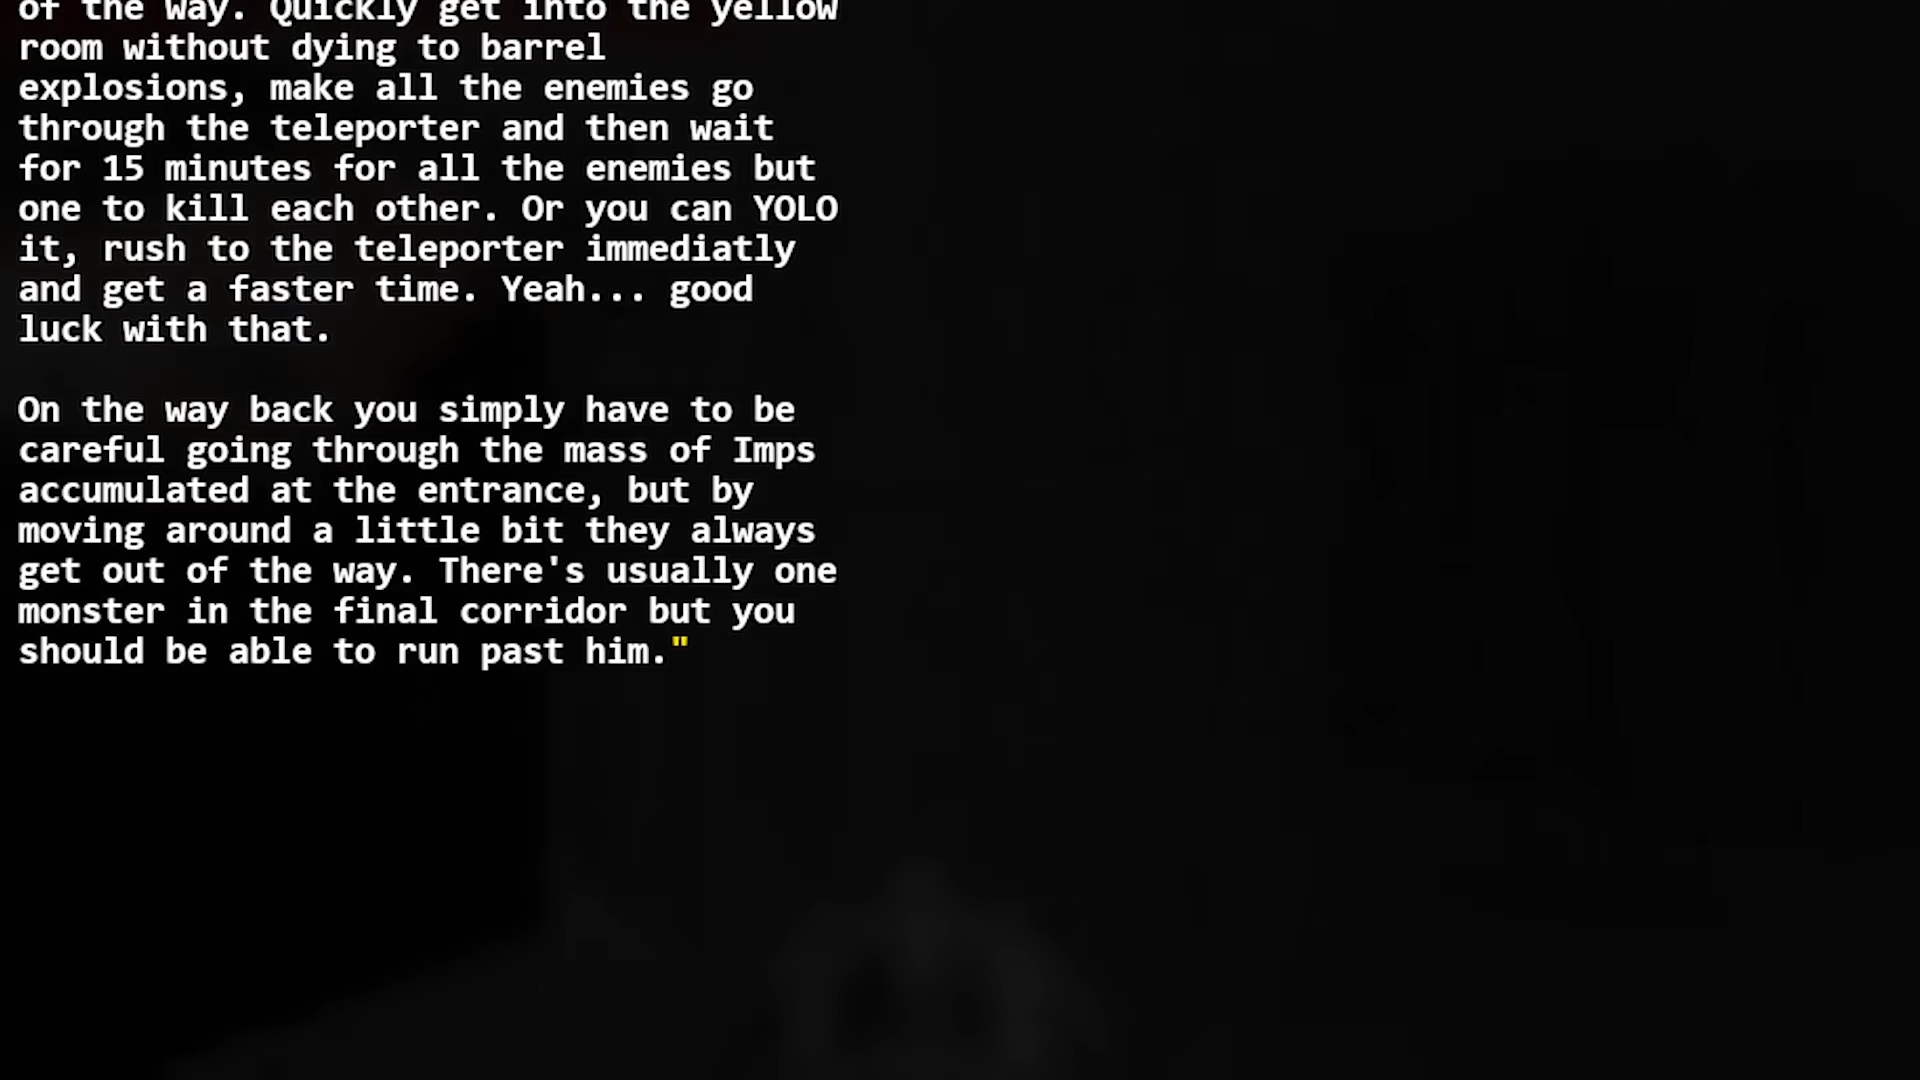 of the way. Quickly get into the yellow
room without dying to barrel
explosions, make all the enemies go
through the teleporter and then wait
for 15 minutes for all the enemies but
one to kill each other. Or you can YOLO
it, rush to the teleporter immediatly
and get a faster time. Yeah... good
luck with that.
On the way back you simply have to be
careful going through the mass of Imps
accumulated at the entrance, but by
moving around a little bit they always
get out of the way. There's usually one
monster in the final corridor but you
should be able to run past him."